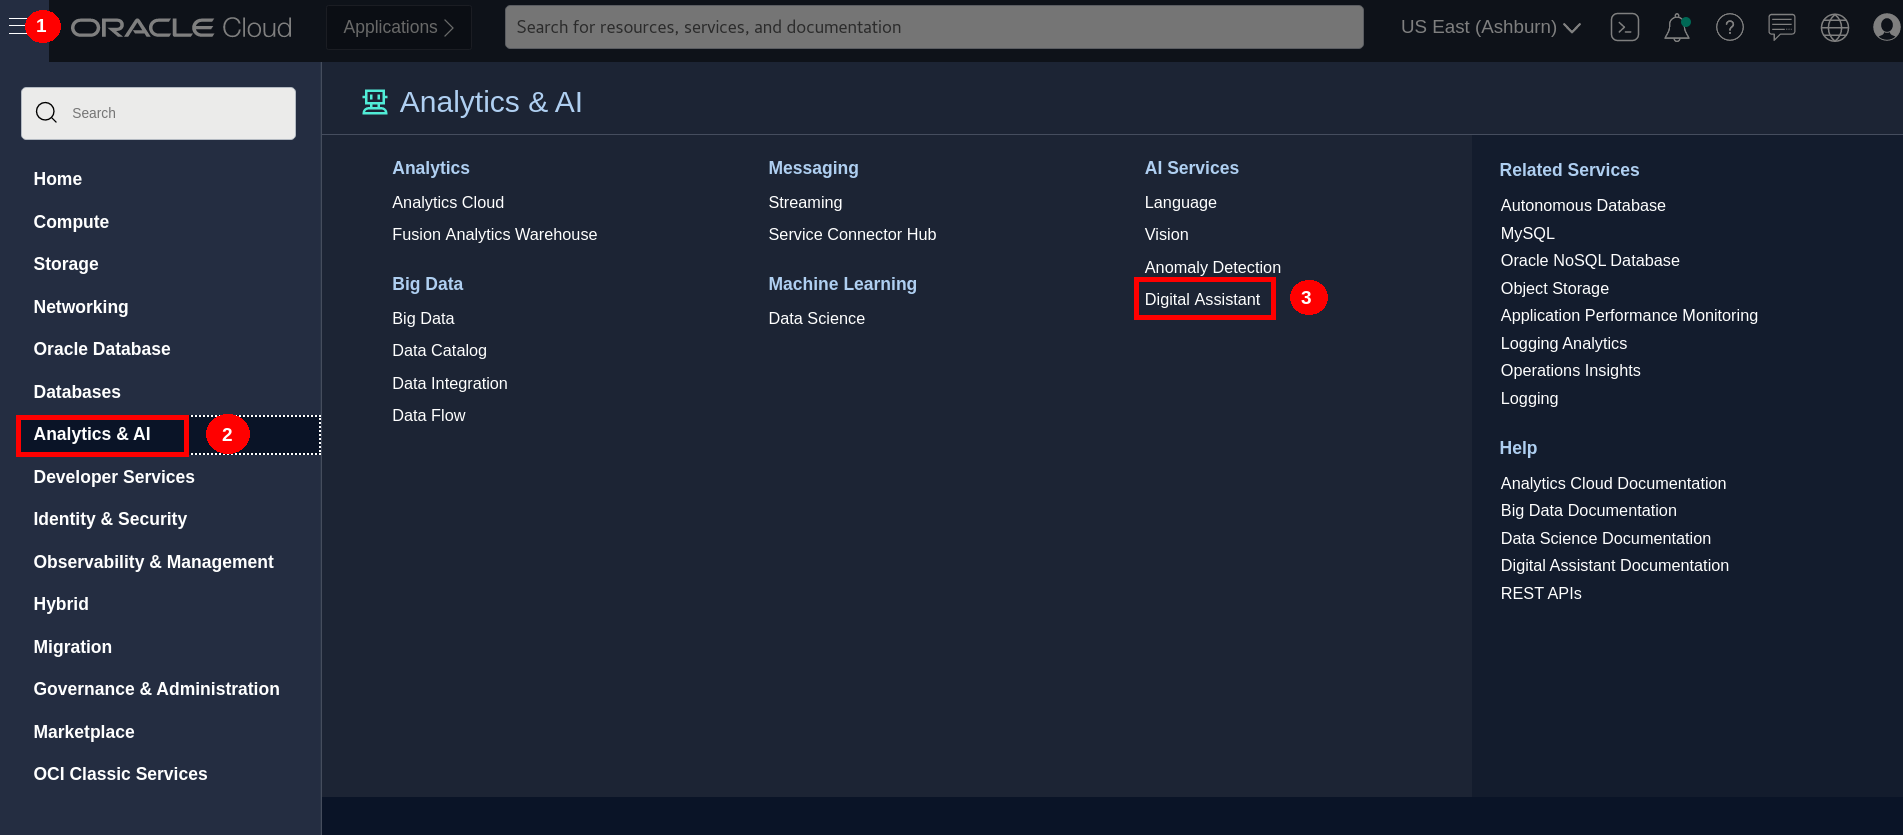 1
ORACLE Cloud
Applications
Search for resources, services, and documentation
US East (Ashburn)
Search
Home
Compute
Storage
Networking
Oracle Database
Databases
Analytics & AI
2
Developer Services
Identity & Security
Observability & Management
Hybrid
Migration
Governance & Administration
Marketplace
OCI Classic Services
Analytics & AI
Analytics
Analytics Cloud
Fusion Analytics Warehouse
Big Data
Big Data
Data Catalog
Data Integration
Data Flow
Messaging
Streaming
Service Connector Hub
Machine Learning
Data Science
AI Services
Language
Vision
Anomaly Detection
Digital Assistant
3
Related Services
Autonomous Database
MySQL
Oracle NoSQL Database
Object Storage
Application Performance Monitoring
Logging Analytics
Operations Insights
Logging
Help
Analytics Cloud Documentation
Big Data Documentation
Data Science Documentation
Digital Assistant Documentation
REST APIs